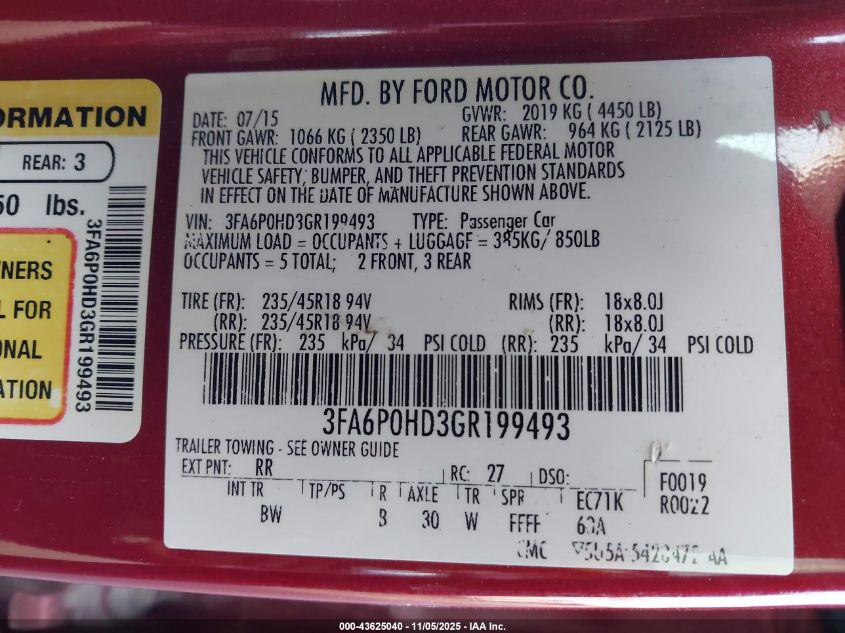 ORMATION
REAR: 3
50 lbs.
3FA6P0HD3GR199493
NERS
L FOR
ONAL
ATION
MFD. BY FORD MOTOR CO.
DATE: 07/15 GVWR: 2019 KG ( 4450 LB)
FRONT GAWR: 1066 KG ( 2350 LB) REAR GAWR: 964 KG ( 2125 LB)
THIS VEHICLE CONFORMS TO ALL APPLICABLE FEDERAL MOTOR
VEHICLE SAFETY, BUMPER, AND THEFT PREVENTION STANDARDS
IN EFFECT ON THE DATE OF MANUFACTURE SHOWN ABOVE.
VIN: 3FA6P0HD3GR199493 TYPE: Passenger Car
MAXIMUM LOAD = OCCUPANTS + LUGGAGE = 385KG/ 850LB
OCCUPANTS = 5 TOTAL; 2 FRONT, 3 REAR
TIRE (FR): 235/45R18 94V RIMS (FR): 18x8.0J
(RR): 235/45R18 94V (RR): 18x8.0J
PRESSURE (FR): 235 kPa/ 34 PSI COLD (RR): 235 kPa/ 34 PSI COLD
3FA6P0HD3GR199493
TRAILER TOWING - SEE OWNER GUIDE
EXT PNT: RR RC: 27 DSO: F0019
INT TR TP/PS R AXLE TR SPR EC71K R0022
BW B 30 W FFFF 60A
CMC
000-43625040 - 11/05/2025 - IAA Inc.